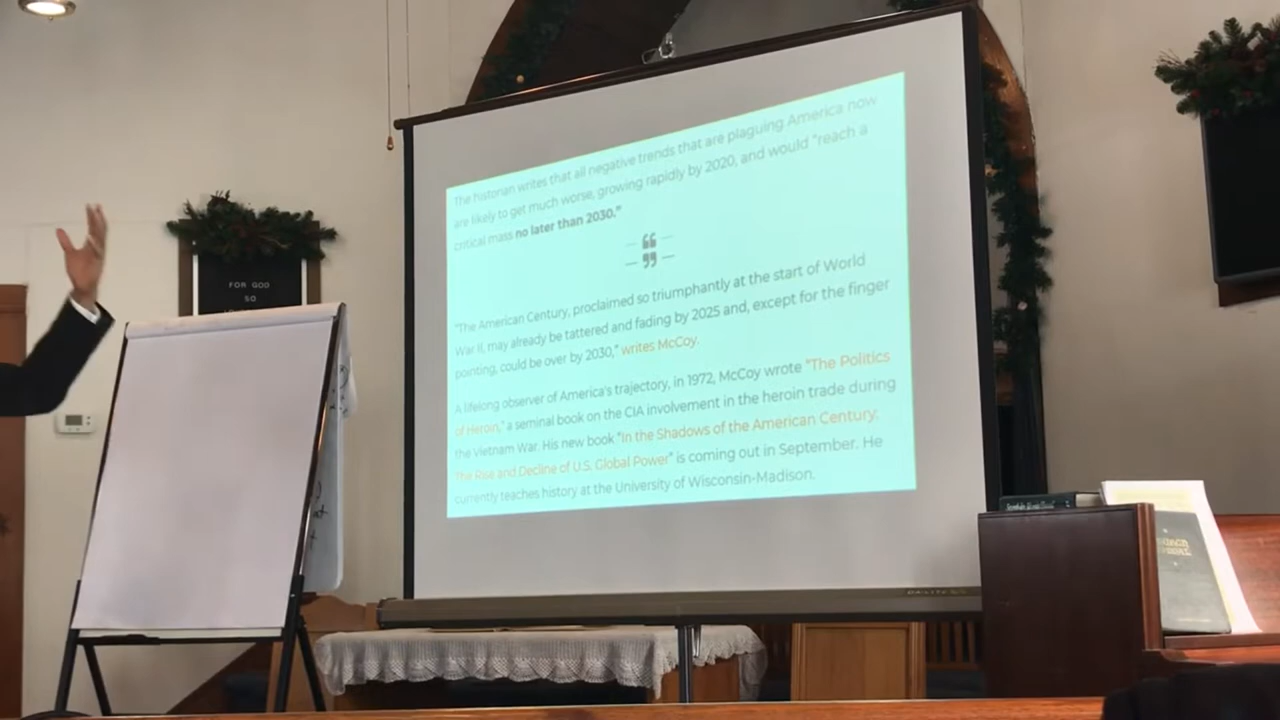 The historian writes that all negative trends that are plaguing America now
are likely to get much worse, growing rapidly by 2020, and would "reach a
critical mass no later than 2030."
"The American Century, proclaimed so triumphantly at the start of World
War II, may already be tattered and fading by 2025 and, except for the finger
pointing, could be over by 2030," writes McCoy.
A lifelong observer of America's trajectory, in 1972, McCoy wrote "The Politics
of Heroin," a seminal book on the CIA involvement in the heroin trade during
the Vietnam War. His new book "In the Shadows of the American Century:
The Rise and Decline of U.S. Global Power" is coming out in September. He
currently teaches history at the University of Wisconsin-Madison.
FOR GOD
SO